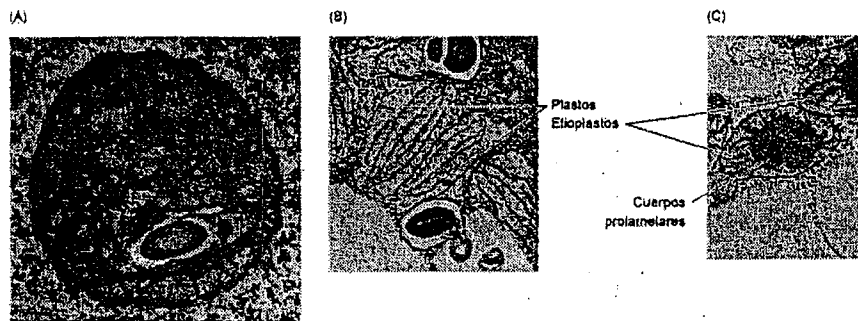 (A)
(B)
(C)
Plastos
Etioplastos
Cuerpos
prolamelares